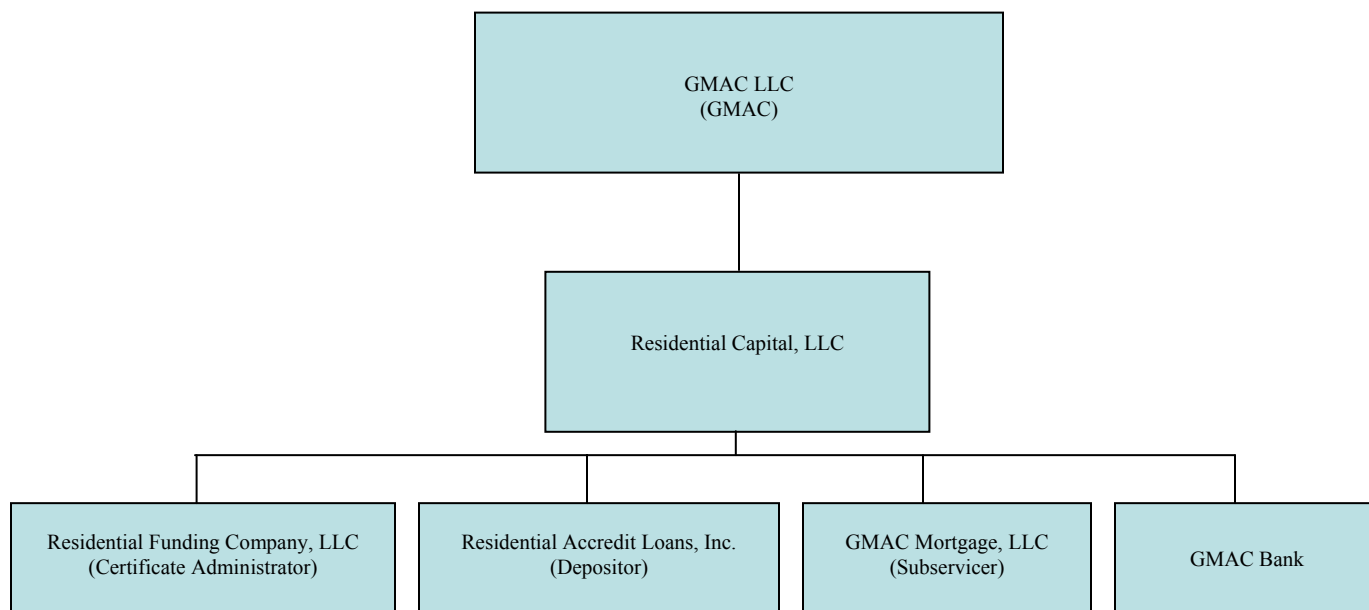 GMAC LLC
(GMAC)
Residential Capital, LLC
Residential Funding Company, LLC
(Certificate Administrator)
Residential Accredit Loans, Inc.
(Depositor)
GMAC Mortgage, LLC
(Subservicer)
GMAC Bank